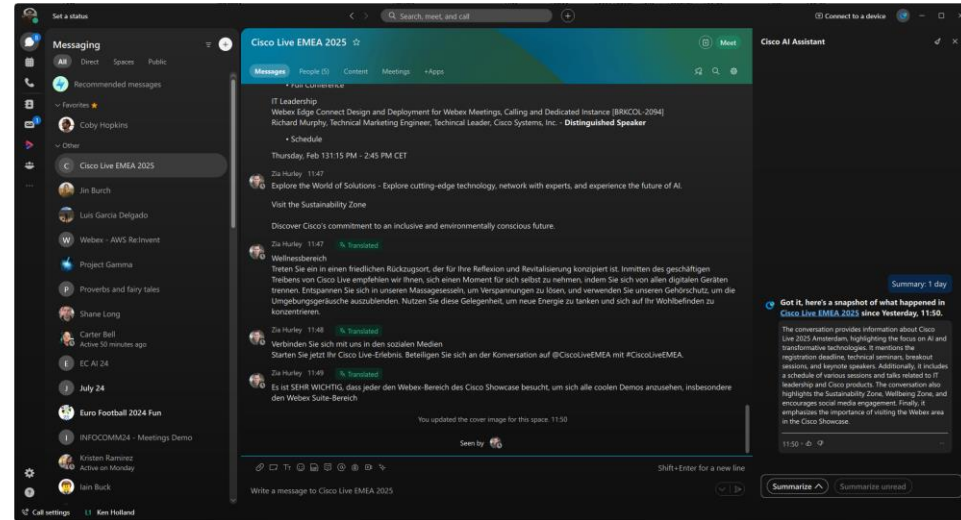 Set a status
Search, meet, and call
Connect to a device
Messaging
All Direct Spaces Public
Recommended messages
Favorites
Coby Hopkins
Other
C Cisco Live EMEA 2025
Jin Burch
Luis Garcia Delgado
W Webex - AWS Re:Invent
Project Gamma
P Proverbs and fairy tales
Shane Long
Carter Bell
Active 50 minutes ago
E EC AI 24
J July 24
Euro Football 2024 Fun
I INFOCOMM24 - Meetings Demo
Kristen Ramirez
Active on Monday
Iain Buck
Call settings L1 Ken Holland
Cisco Live EMEA 2025
Meet
Messages People (5) Content Meetings +Apps
• Full Conference
IT Leadership
Webex Edge Connect Design and Deployment for Webex Meetings, Calling and Dedicated Instance [BRKCOL-2094]
Richard Murphy, Technical Marketing Engineer, Techincal Leader, Cisco Systems, Inc. - Distinguished Speaker
• Schedule
Thursday, Feb 131:15 PM - 2:45 PM CET
Zia Hurley 11:47
Explore the World of Solutions - Explore cutting-edge technology, network with experts, and experience the future of AI.
Visit the Sustainability Zone
Discover Cisco's commitment to an inclusive and environmentally conscious future.
Zia Hurley 11:47 Translated
Wellnessbereich
Treten Sie ein in einen friedlichen Rückzugsort, der für Ihre Reflexion und Revitalisierung konzipiert ist. Inmitten des geschäftigen
Treibens von Cisco Live empfehlen wir Ihnen, sich einen Moment für sich selbst zu nehmen, indem Sie sich von allen digitalen Geräten
trennen. Entspannen Sie sich in unseren Massagesesseln, um Verspannungen zu lösen, und verwenden Sie unseren Gehörschutz, um die
Umgebungsgeräusche auszublenden. Nutzen Sie diese Gelegenheit, um neue Energie zu tanken und sich auf Ihr Wohlbefinden zu
konzentrieren.
Zia Hurley 11:48 Translated
Verbinden Sie sich mit uns in den sozialen Medien
Starten Sie jetzt Ihr Cisco Live-Erlebnis. Beteiligen Sie sich an der Konversation auf @CiscoLiveEMEA mit #CiscoLiveEMEA.
Zia Hurley 11:49 Translated
Es ist SEHR WICHTIG, dass jeder den Webex-Bereich des Cisco Showcase besucht, um sich alle coolen Demos anzusehen, insbesondere
den Webex Suite-Bereich
You updated the cover image for this space. 11:50
Seen by
Shift+Enter for a new line
Write a message to Cisco Live EMEA 2025
Cisco AI Assistant
Summary: 1 day
Got it, here's a snapshot of what happened in
Cisco Live EMEA 2025 since Yesterday, 11:50.
The conversation provides information about Cisco
Live 2025 Amsterdam, highlighting the focus on AI and
transformative technologies. It mentions the
registration deadline, technical seminars, breakout
sessions, and keynote speakers. Additionally, it includes
a schedule of various sessions and talks related to IT
leadership and Cisco products. The conversation also
highlights the Sustainability Zone, Wellbeing Zone, and
encourages social media engagement. Finally, it
emphasizes the importance of visiting the Webex area
in the Cisco Showcase.
11:50
Summarize Summarize unread